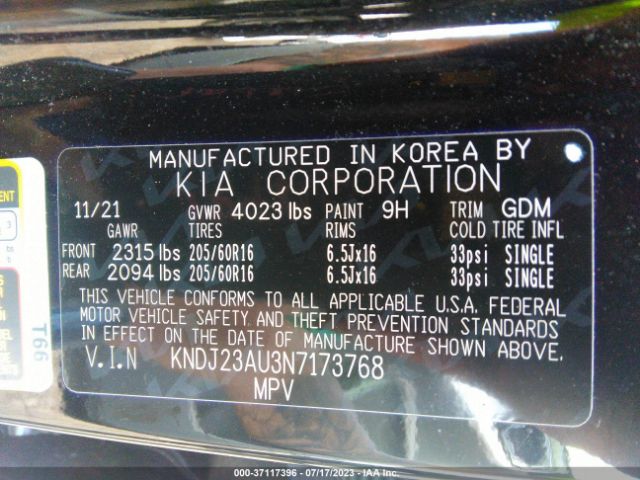 MANUFACTURED IN KOREA BY
KIA CORPORATION
11/21 GVWR 4023 lbs PAINT 9H TRIM GDM
GAWR TIRES RIMS COLD TIRE INFL
FRONT 2315 lbs 205/60R16 6.5Jx16 33psi SINGLE
REAR 2094 lbs 205/60R16 6.5Jx16 33psi SINGLE
THIS VEHICLE CONFORMS TO ALL APPLICABLE U.S.A. FEDERAL
MOTOR VEHICLE SAFETY AND THEFT PREVENTION STANDARDS
IN EFFECT ON THE DATE OF MANUFACTURE SHOWN ABOVE.
V.I.N KNDJ23AU3N7173768
MPV
T66
000-37117396 - 07/17/2023 - IAA Inc.